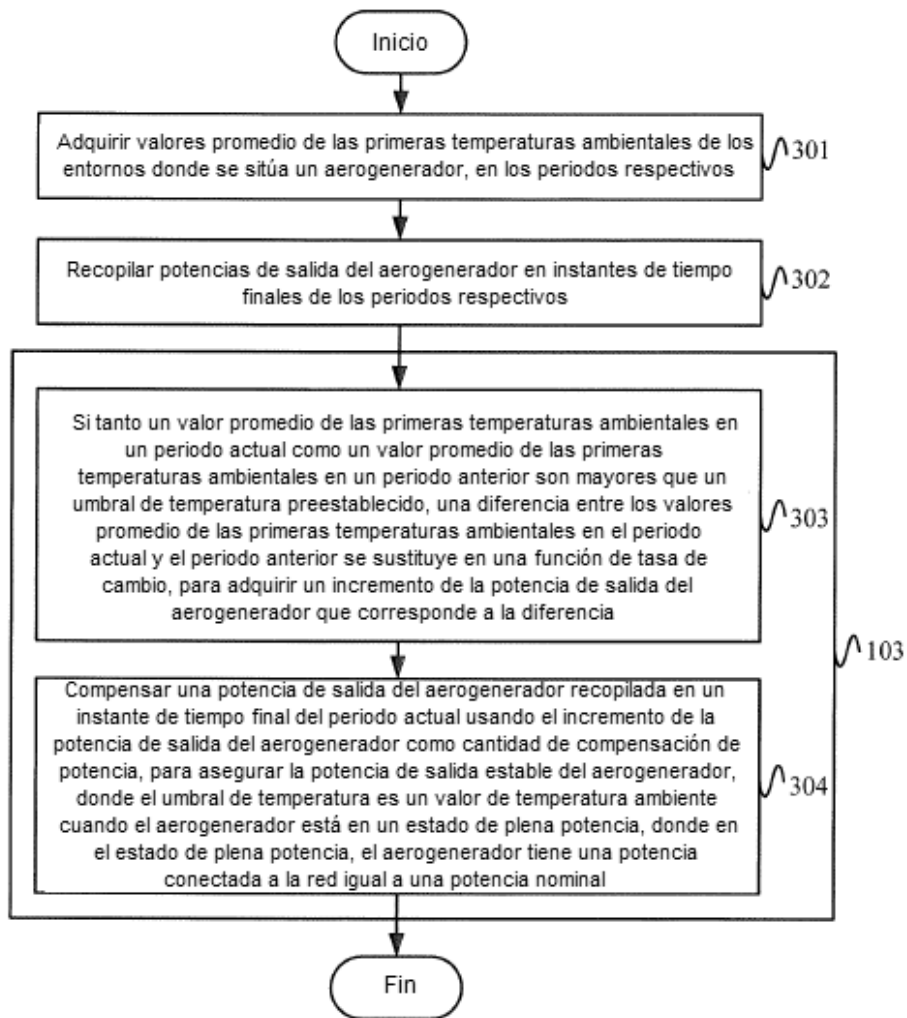 Inicio
Adquirir valores promedio de las primeras temperaturas ambientales de los
entornos donde se sitúa un aerogenerador, en los periodos respectivos
301
Recopilar potencias de salida del aerogenerador en instantes de tiempo
finales de los periodos respectivos
302
Si tanto un valor promedio de las primeras temperaturas ambientales en
un periodo actual como un valor promedio de las primeras
temperaturas ambientales en un periodo anterior son mayores que un
umbral de temperatura preestablecido, una diferencia entre los valores
promedio de las primeras temperaturas ambientales en el periodo
actual y el periodo anterior se sustituye en una función de tasa de
cambio, para adquirir un incremento de la potencia de salida del
aerogenerador que corresponde a la diferencia
303
103
Compensar una potencia de salida del aerogenerador recopilada en un
instante de tiempo final del periodo actual usando el incremento de la
potencia de salida del aerogenerador como cantidad de compensación de
potencia, para asegurar la potencia de salida estable del aerogenerador,
donde el umbral de temperatura es un valor de temperatura ambiente
cuando el aerogenerador está en un estado de plena potencia, donde en
el estado de plena potencia, el aerogenerador tiene una potencia
conectada a la red igual a una potencia nominal
304
Fin